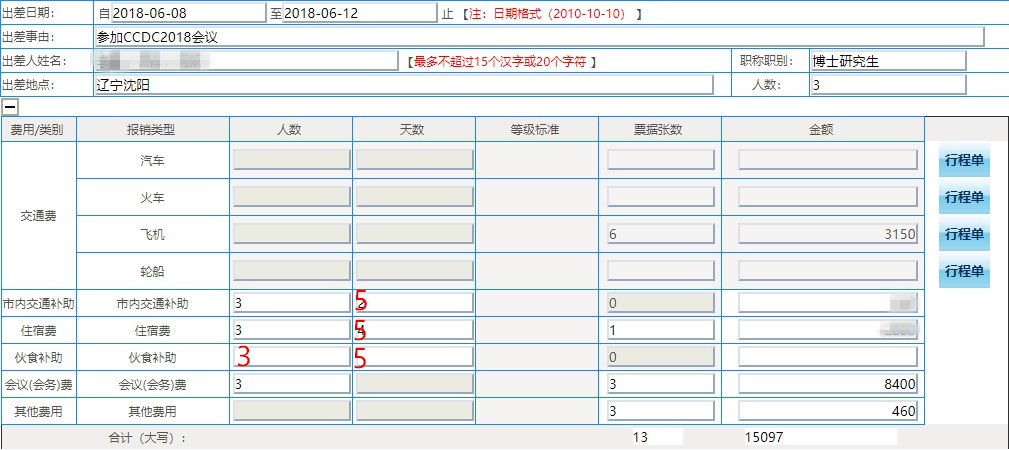 出差日期： 自 2018-06-08 至 2018-06-12 止 【注：日期格式（2010-10-10） 】
出差事由： 参加CCDC2018会议
出差人姓名： 【最多不超过15个汉字或20个字符 】 职称职别： 博士研究生
出差地点： 辽宁沈阳 人数： 3
费用/类别 报销类型 人数 天数 等级标准 票据张数 金额
汽车 行程单
火车 行程单
交通费
飞机 6 3150 行程单
轮船 行程单
市内交通补助 市内交通补助 3 5 0
住宿费 住宿费 3 5 1
伙食补助 伙食补助 3 5 0
会议(会务)费 会议(会务)费 3 3 8400
其他费用 其他费用 3 460
合计（大写）： 13 15097